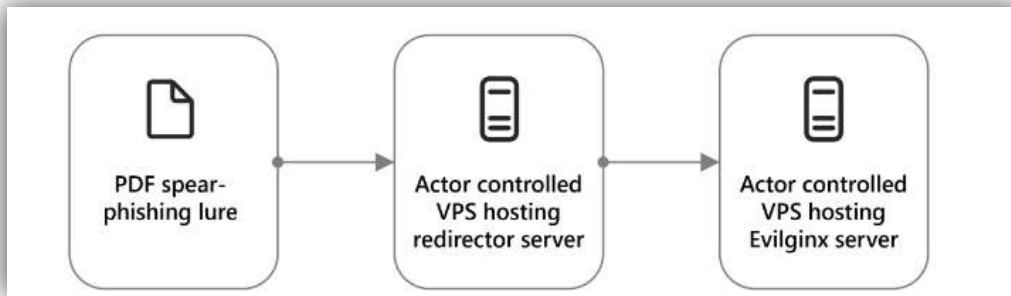 PDF spear-
phishing lure
Actor controlled
VPS hosting
redirector server
Actor controlled
VPS hosting
Evilginx server